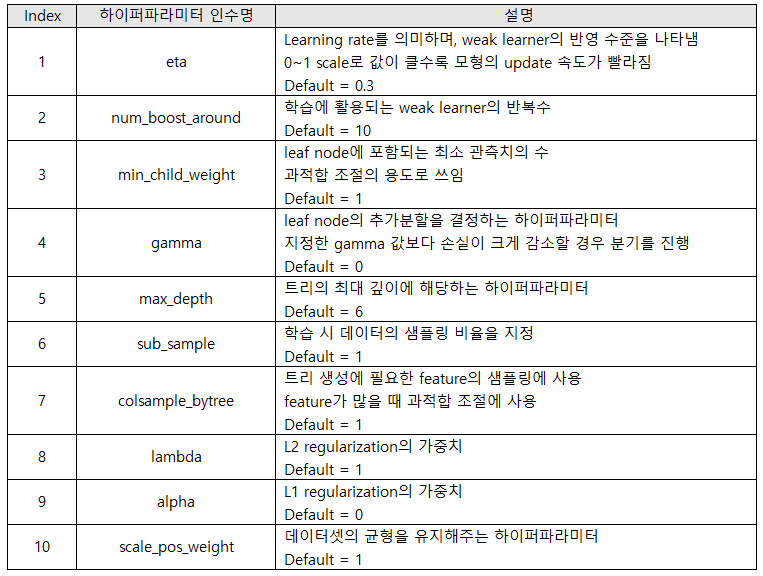 Index 하이퍼파라미터 인수명 설명
1 eta Learning rate를 의미하며, weak learner의 반영 수준을 나타냄
0~1 scale로 값이 클수록 모형의 update 속도가 빨라짐
Default = 0.3
2 num_boost_around 학습에 활용되는 weak learner의 반복수
Default = 10
3 min_child_weight leaf node에 포함되는 최소 관측치의 수
과적합 조절의 용도로 쓰임
Default = 1
4 gamma leaf node의 추가분할을 결정하는 하이퍼파라미터
지정한 gamma 값보다 손실이 크게 감소할 경우 분기를 진행
Default = 0
5 max_depth 트리의 최대 깊이에 해당하는 하이퍼파라미터
Default = 6
6 sub_sample 학습 시 데이터의 샘플링 비율을 지정
Default = 1
7 colsample_bytree 트리 생성에 필요한 feature의 샘플링에 사용
feature가 많을 때 과적합 조절에 사용
Default = 1
8 lambda L2 regularization의 가중치
Default = 1
9 alpha L1 regularization의 가중치
Default = 0
10 scale_pos_weight 데이터셋의 균형을 유지해주는 하이퍼파라미터
Default = 1